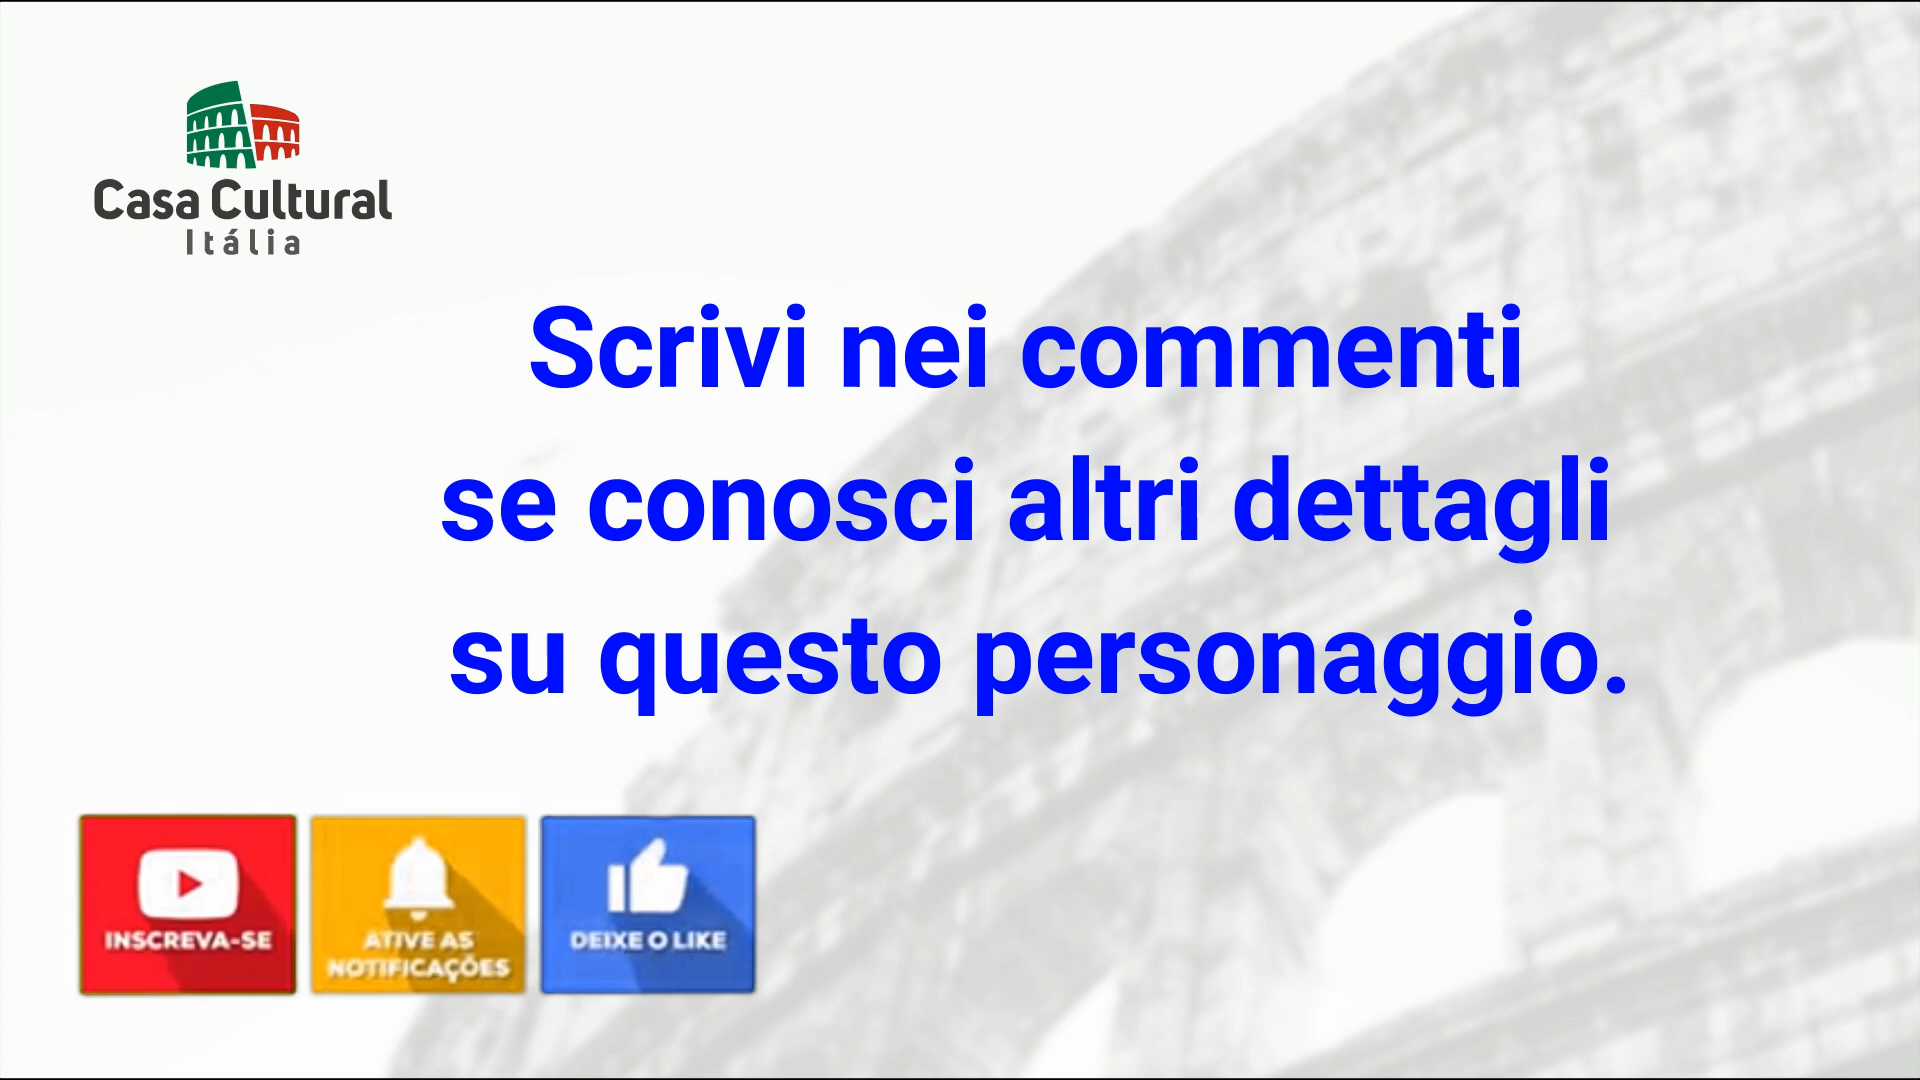 Casa Cultural
Itália
Scrivi nei commenti
se conosci altri dettagli
su questo personaggio.
INSCREVA-SE
ATIVE AS
NOTIFICAÇÕES
DEIXE O LIKE